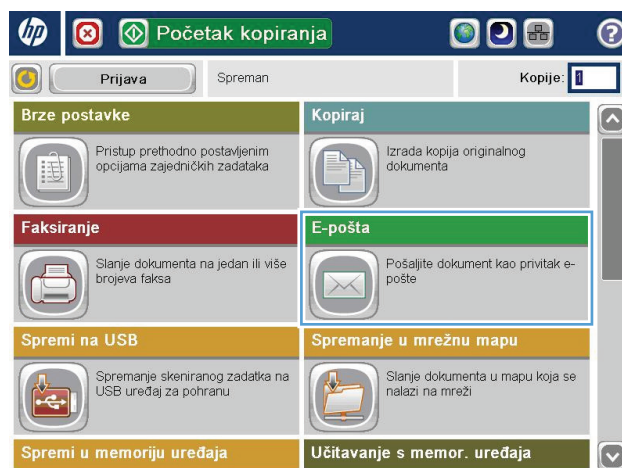 hp
Početak kopiranja
?
Prijava
Spreman
Kopije: 1
Brze postavke
Kopiraj
Pristup prethodno postavljenim
opcijama zajedničkih zadataka
Izrada kopija originalnog
dokumenta
Faksiranje
E-pošta
Slanje dokumenta na jedan ili više
brojeva faksa
Pošaljite dokument kao privitak e-
pošte
Spremi na USB
Spremanje u mrežnu mapu
Spremanje skeniranog zadatka na
USB uređaj za pohranu
Slanje dokumenta u mapu koja se
nalazi na mreži
Spremi u memoriju uređaja
Učitavanje s memor. uređaja